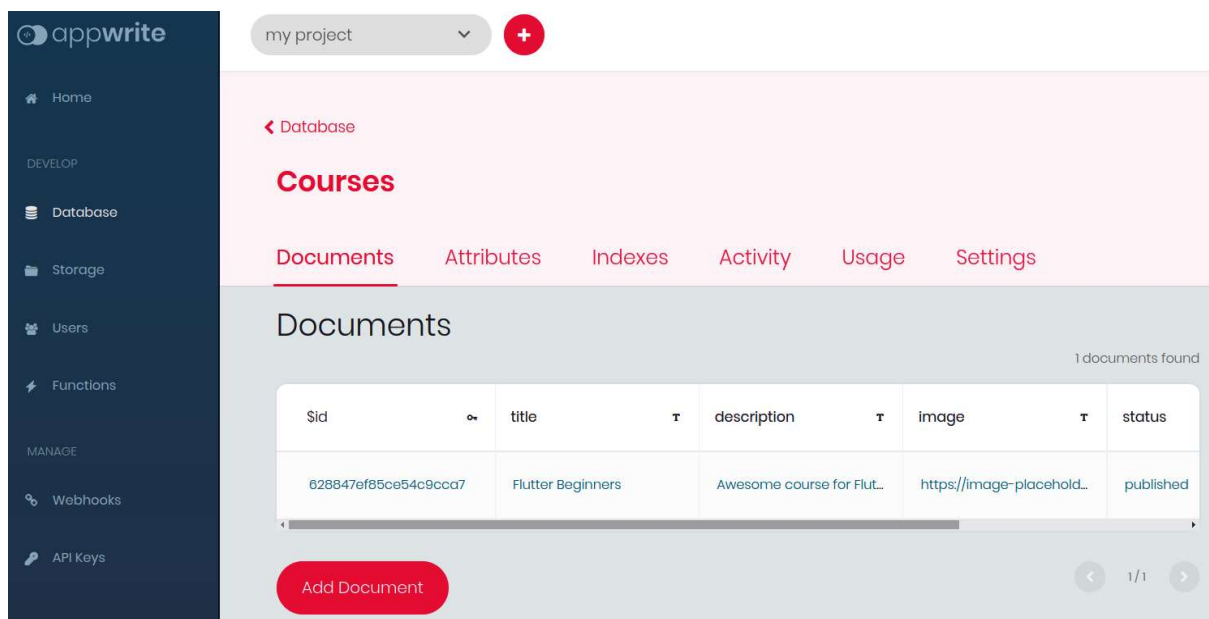 appwrite
my project
Home
DEVELOP
Database
Storage
Users
Functions
MANAGE
Webhooks
API Keys
Database
Courses
Documents Attributes Indexes Activity Usage Settings
Documents
1 documents found
$id title T description T image T status
628847ef85ce54c9cca7 Flutter Beginners Awesome course for Flut... https://image-placehold... published
Add Document
1/1